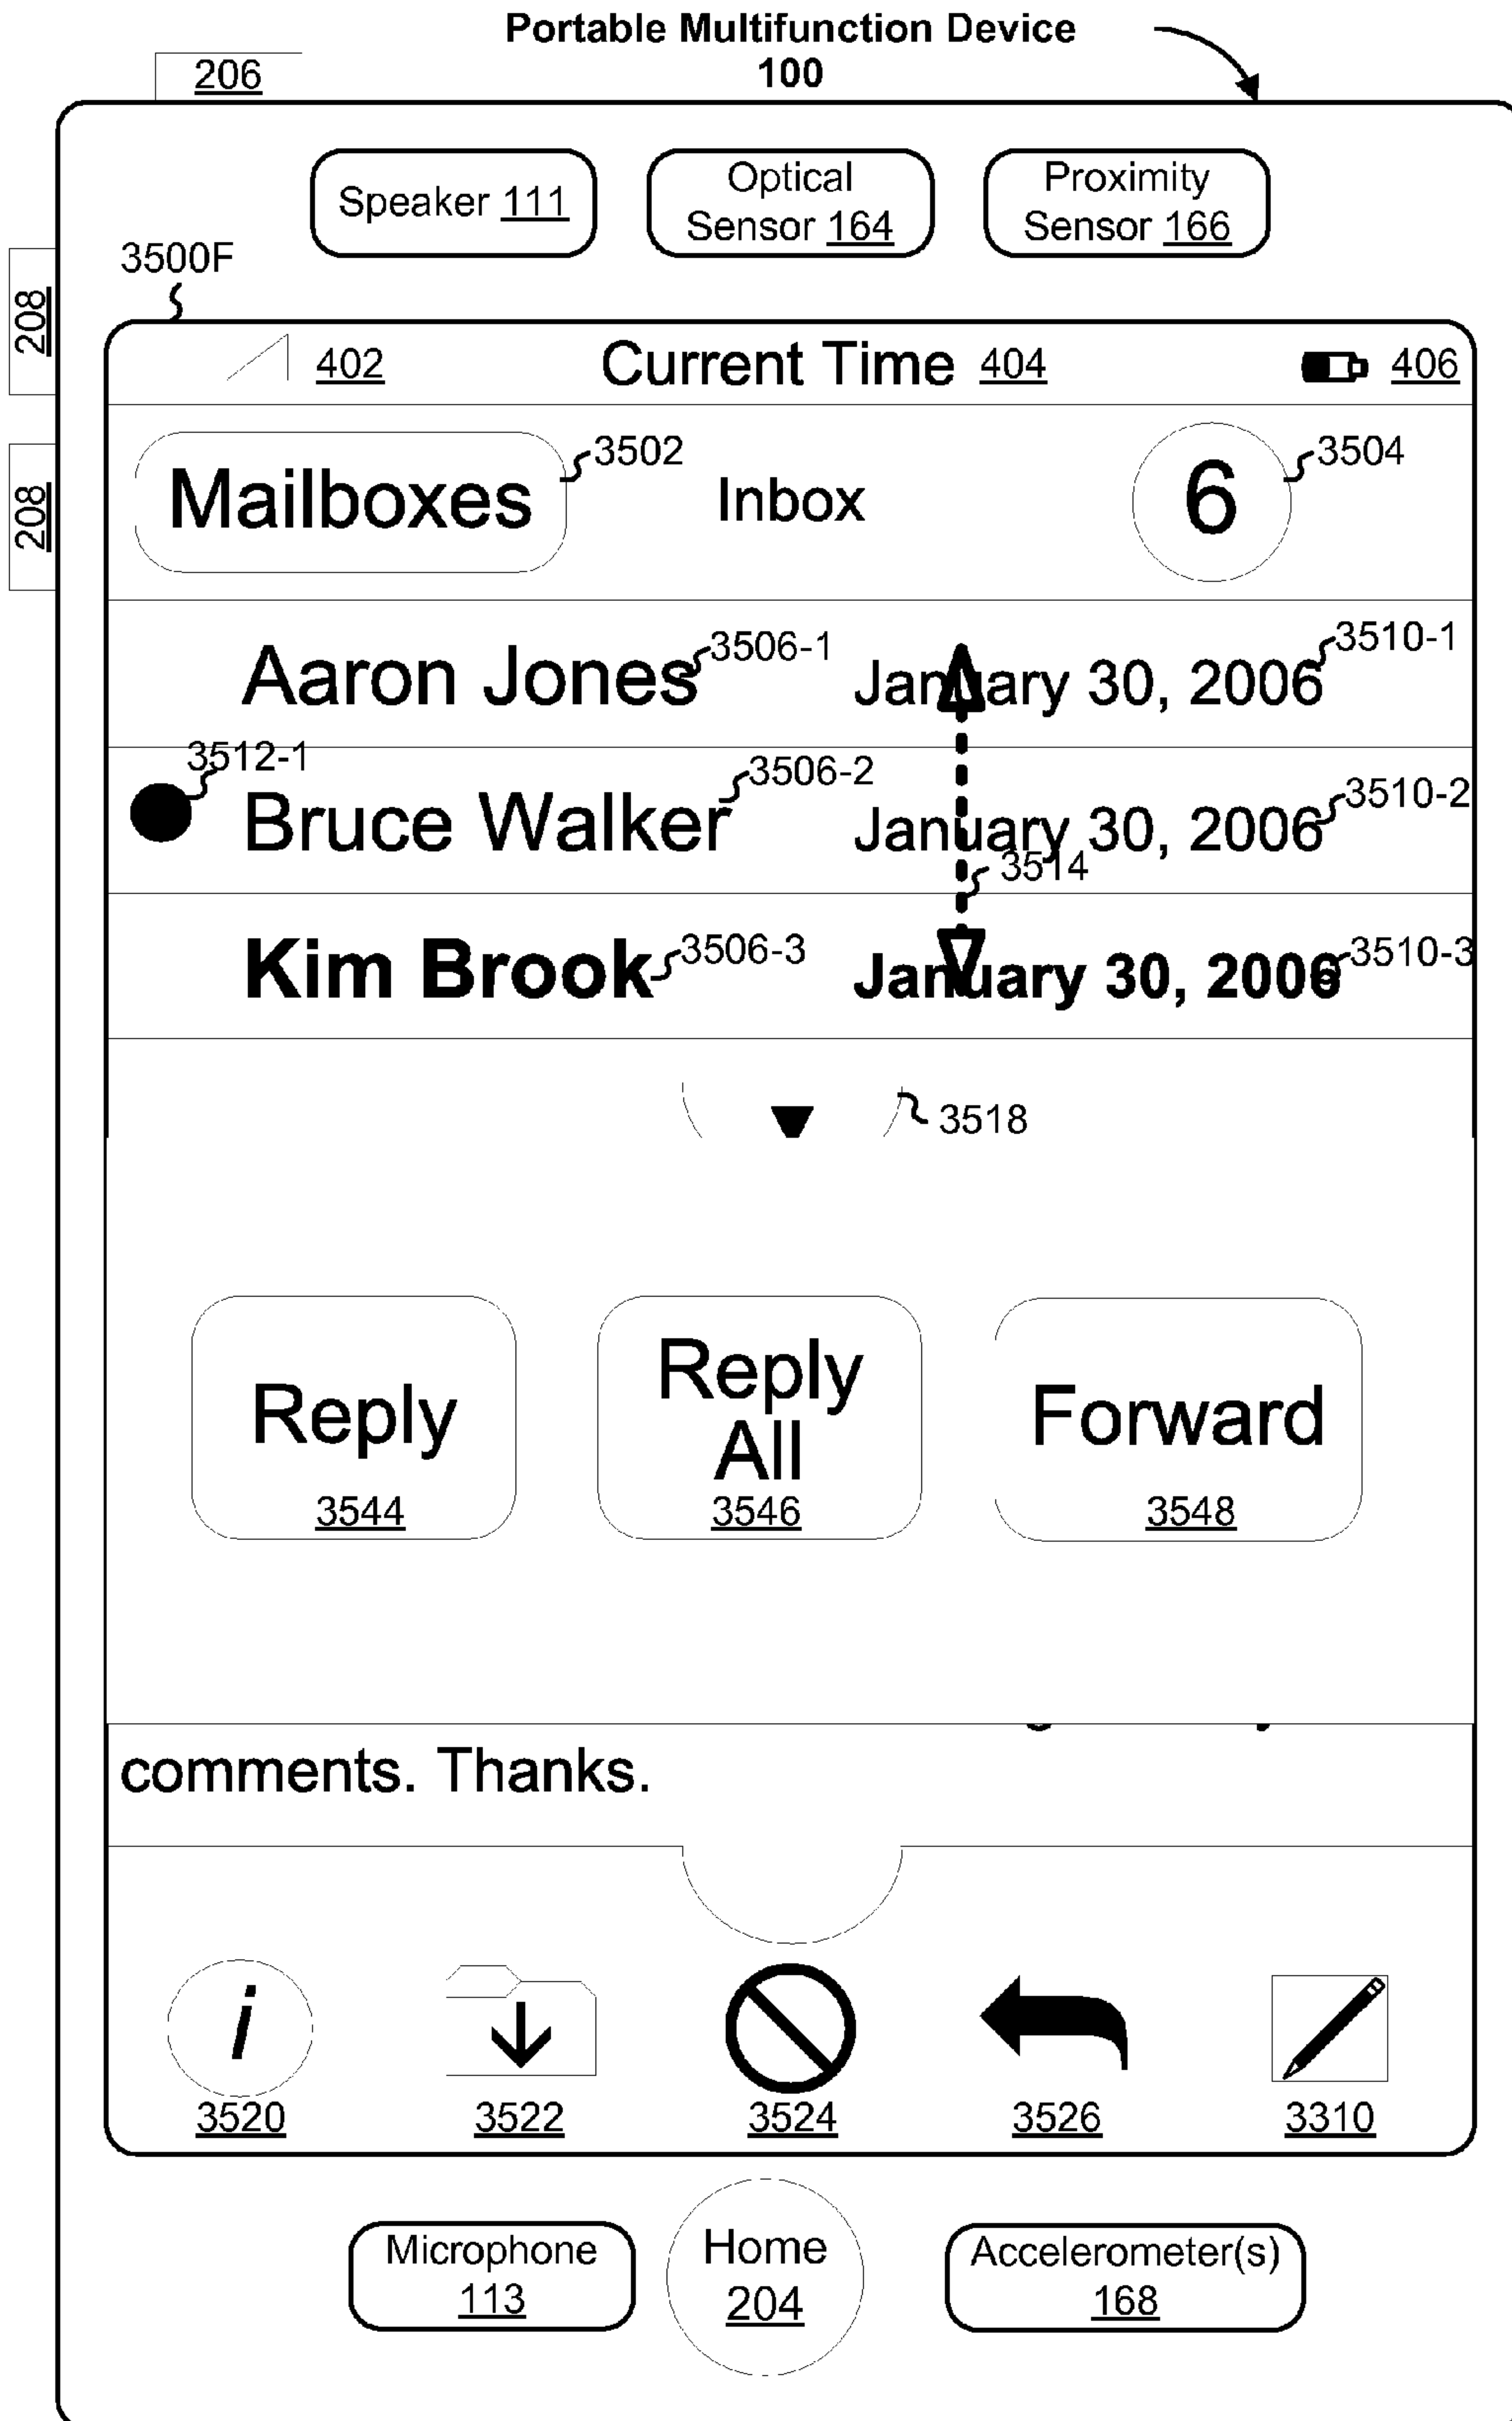 Portable Multifunction Device
100
206
Speaker 111
Optical
Sensor 164
Proximity
Sensor 166
3500F
208
208
402
Current Time 404
406
Mailboxes
3502
Inbox
6
3504
Aaron Jones
3506-1
January 30, 2006
3510-1
3512-1
Bruce Walker
3506-2
January 30, 2006
3510-2
3514
Kim Brook
3506-3
January 30, 2006
3510-3
3518
Reply
3544
Reply
All
3546
Forward
3548
comments. Thanks.
i
3520
3522
3524
3526
3310
Microphone
113
Home
204
Accelerometer(s)
168